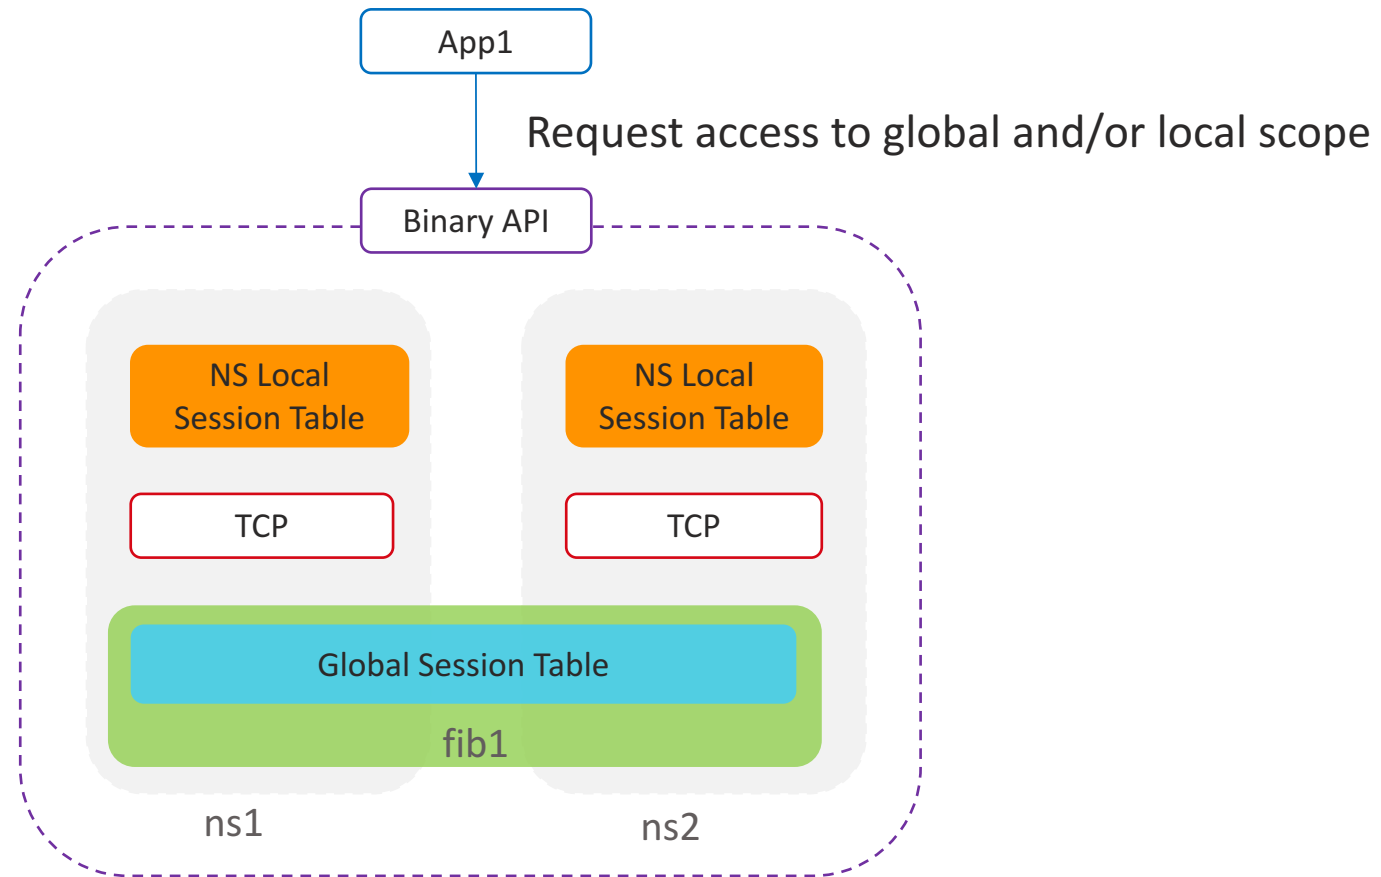 App1
Request access to global and/or local scope
Binary API
NS Local
Session Table
NS Local
Session Table
TCP
TCP
Global Session Table
fib1
ns1
ns2